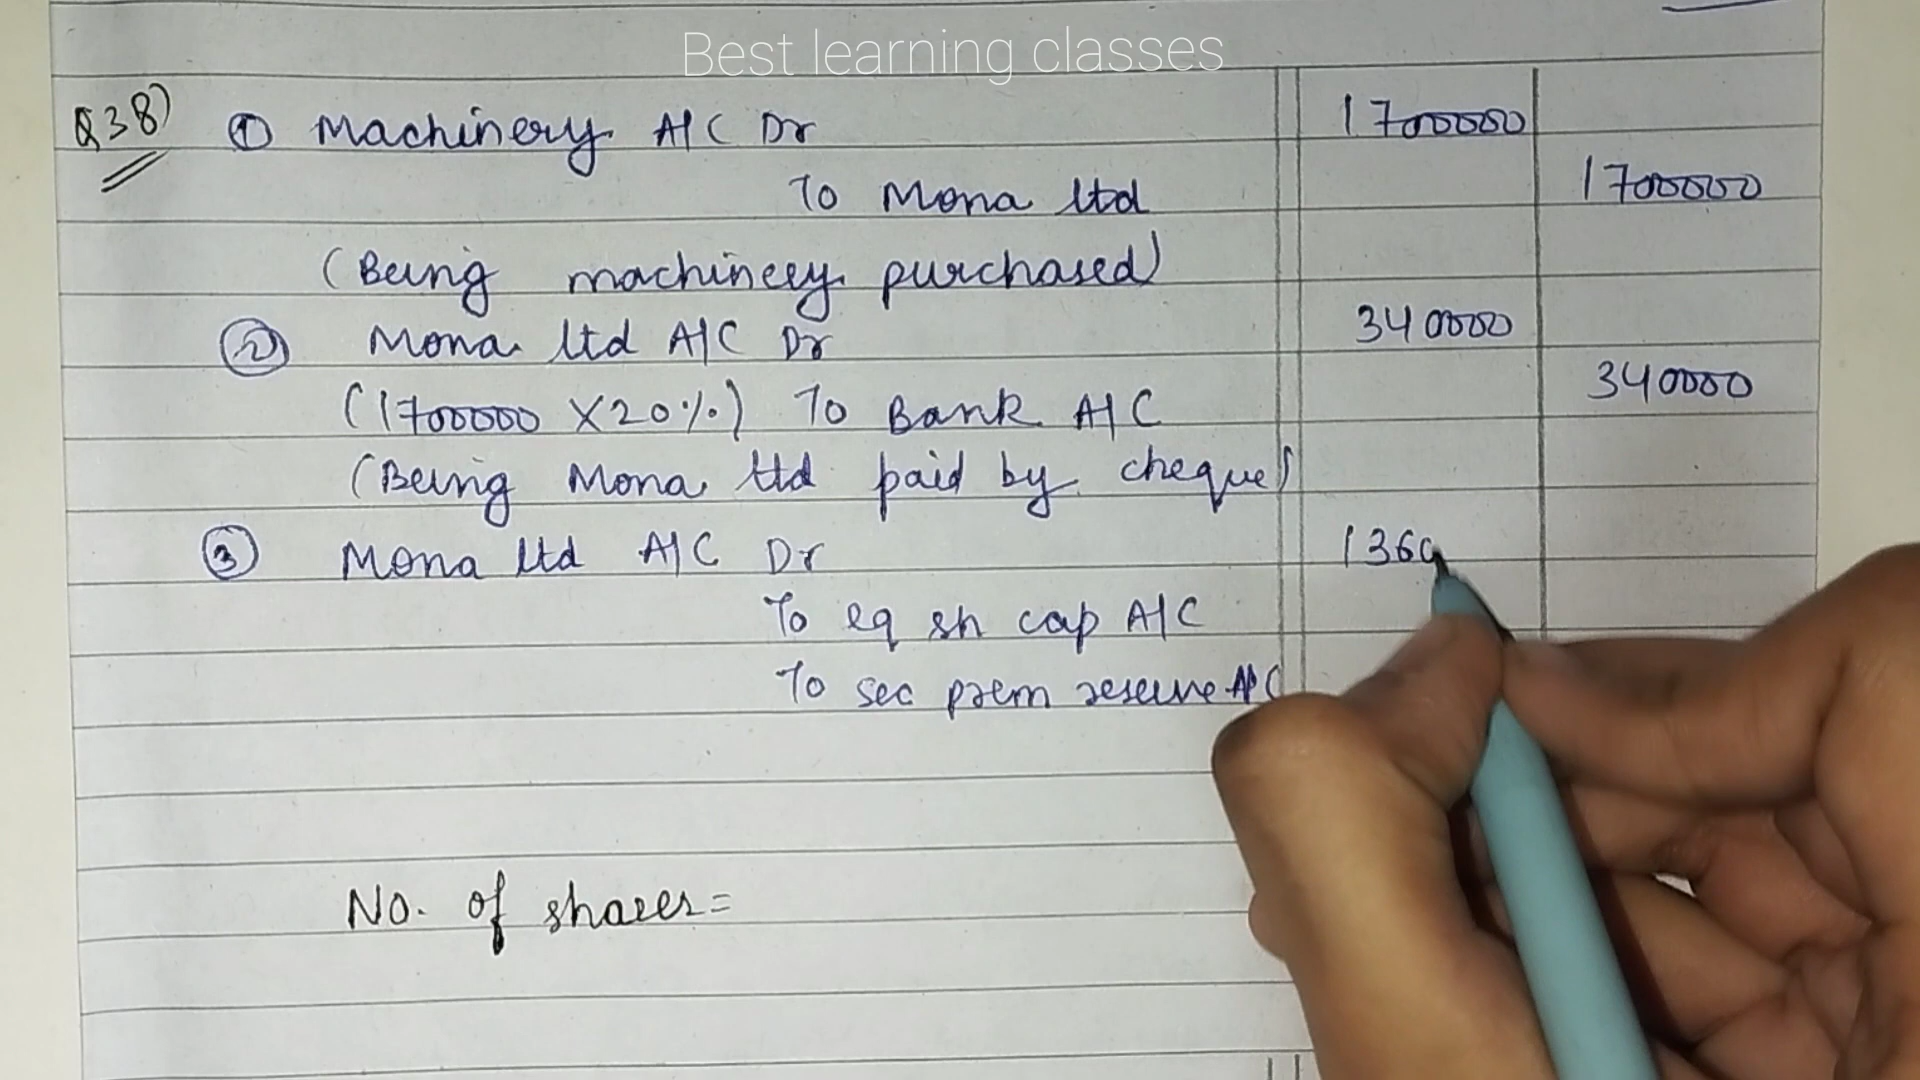 Best learning classes
Q38) ① Machinery A/C Dr 1700000
To Mona ltd 1700000
(Being machinery purchased)
② Mona ltd A/C Dr 340000
(1700000 X 20%) To Bank A/C 340000
(Being Mona ltd paid by cheque)
③ Mona ltd A/C Dr 1360
To eq sh cap A/C
To sec prem reserve A/C
No. of shares=